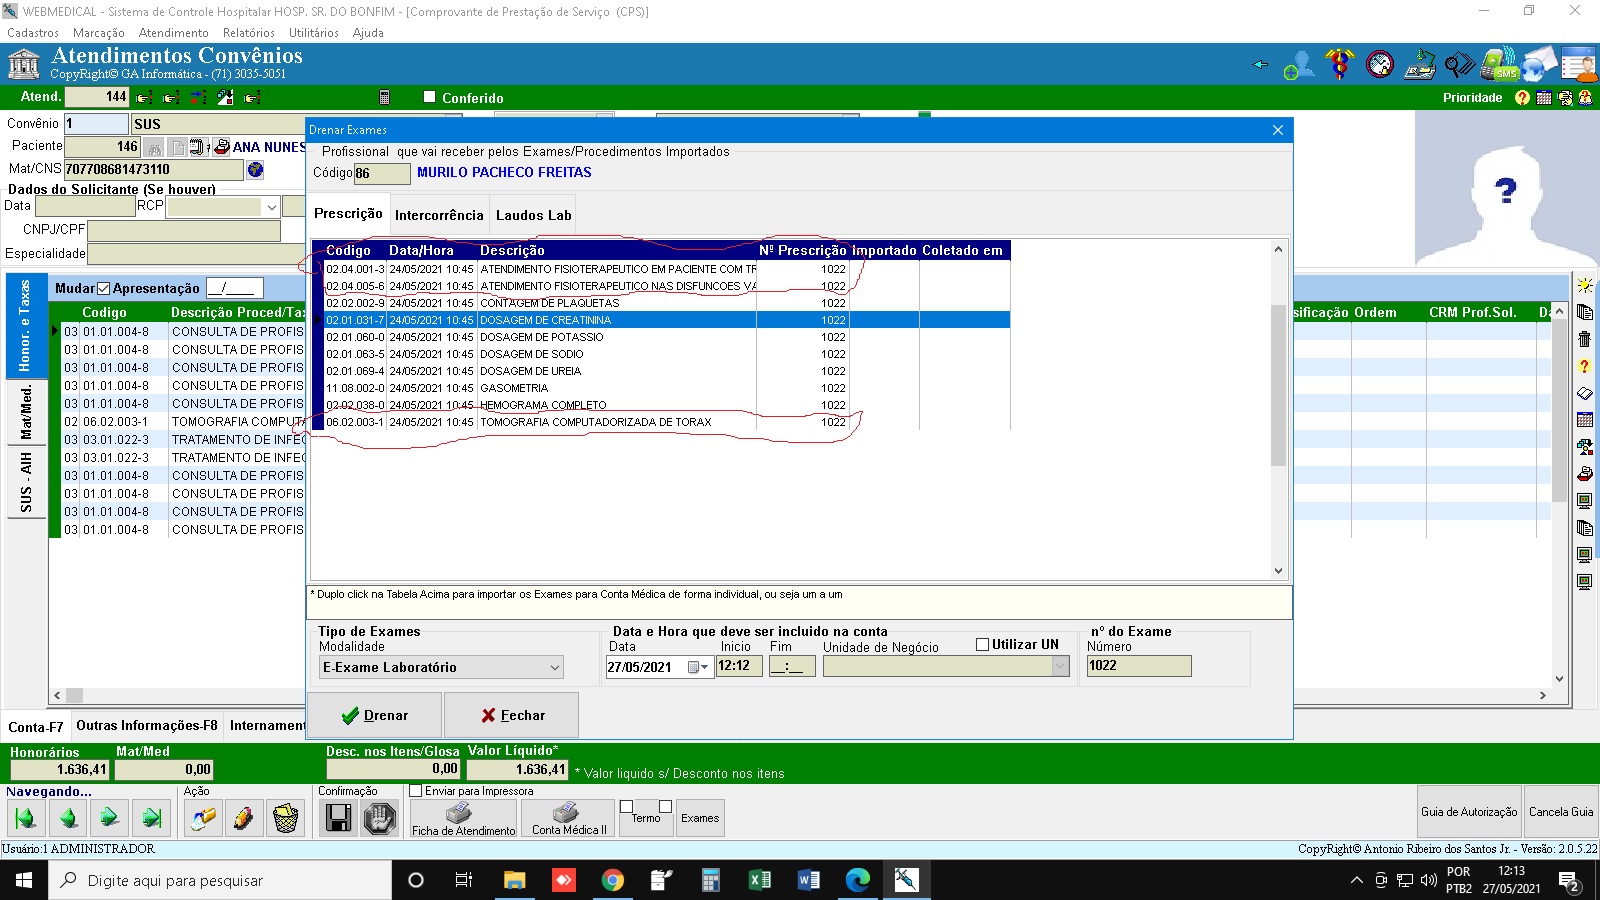 WEBMEDICAL - Sistema de Controle Hospitalar HOSP. SR. DO BONFIM - [Comprovante de Prestação de Serviço  (CPS)]
Cadastros Marcação Atendimento Relatórios Utilitários Ajuda
Atendimentos Convênios
CopyRight© GA Informática - (71) 3035-5051
SMS
Atend. 144 Conferido Prioridade
Convênio 1 SUS
Paciente 146 ANA NUNES
Mat/CNS 707708681473110
Dados do Solicitante (Se houver)
Data RCP
CNPJ/CPF
Especialidade
Drenar Exames
Profissional  que vai receber pelos Exames/Procedimentos Importados
Código 86 MURILO PACHECO FREITAS
Prescrição Intercorrência Laudos Lab
Codigo Data/Hora Descrição Nº Prescrição Importado Coletado em
02.04.001-3 24/05/2021 10:45 ATENDIMENTO FISIOTERAPEUTICO EM PACIENTE COM TR 1022
02.04.005-6 24/05/2021 10:45 ATENDIMENTO FISIOTERAPEUTICO NAS DISFUNCOES VA 1022
02.02.002-9 24/05/2021 10:45 CONTAGEM DE PLAQUETAS 1022
02.01.031-7 24/05/2021 10:45 DOSAGEM DE CREATININA 1022
02.01.060-0 24/05/2021 10:45 DOSAGEM DE POTASSIO 1022
02.01.063-5 24/05/2021 10:45 DOSAGEM DE SODIO 1022
02.01.069-4 24/05/2021 10:45 DOSAGEM DE UREIA 1022
11.08.002-0 24/05/2021 10:45 GASOMETRIA 1022
02.02.038-0 24/05/2021 10:45 HEMOGRAMA COMPLETO 1022
06.02.003-1 24/05/2021 10:45 TOMOGRAFIA COMPUTADORIZADA DE TORAX 1022
* Duplo click na Tabela Acima para importar os Exames para Conta Médica de forma individual, ou seja um a um
Tipo de Exames
Modalidade
E-Exame Laboratório
Data e Hora que deve ser incluido na conta
Data Inicio Fim Unidade de Negócio Utilizar UN
27/05/2021 12:12 __:__
nº do Exame
Número
1022
Drenar Fechar
Honor. e Taxas
Mat/Med.
SUS - AIH
Mudar Apresentação __/____
Codigo Descrição Proced/Tax sificação Ordem CRM Prof.Sol.
03 01.01.004-8 CONSULTA DE PROFIS
03 01.01.004-8 CONSULTA DE PROFIS
03 01.01.004-8 CONSULTA DE PROFIS
03 01.01.004-8 CONSULTA DE PROFIS
03 01.01.004-8 CONSULTA DE PROFIS
02 06.02.003-1 TOMOGRAFIA COMPUTA
03 03.01.022-3 TRATAMENTO DE INFEC
03 03.01.022-3 TRATAMENTO DE INFEC
03 01.01.004-8 CONSULTA DE PROFIS
03 01.01.004-8 CONSULTA DE PROFIS
03 01.01.004-8 CONSULTA DE PROFIS
03 01.01.004-8 CONSULTA DE PROFIS
Conta-F7 Outras Informações-F8 Internamen
Honorários Mat/Med Desc. nos Itens/Glosa Valor Líquido*
1.636,41 0,00 0,00 1.636,41 * Valor liquido s/ Desconto nos itens
Navegando... Ação Confirmação Enviar para Impressora
Ficha de Atendimento Conta Médica II Termo Exames Guia de Autorização Cancela Guia
Usuário:1 ADMINISTRADOR CopyRight© Antonio Ribeiro dos Santos Jr. - Versão: 2.0.5.22
Digite aqui para pesquisar
POR
PTB2
12:13
27/05/2021
2